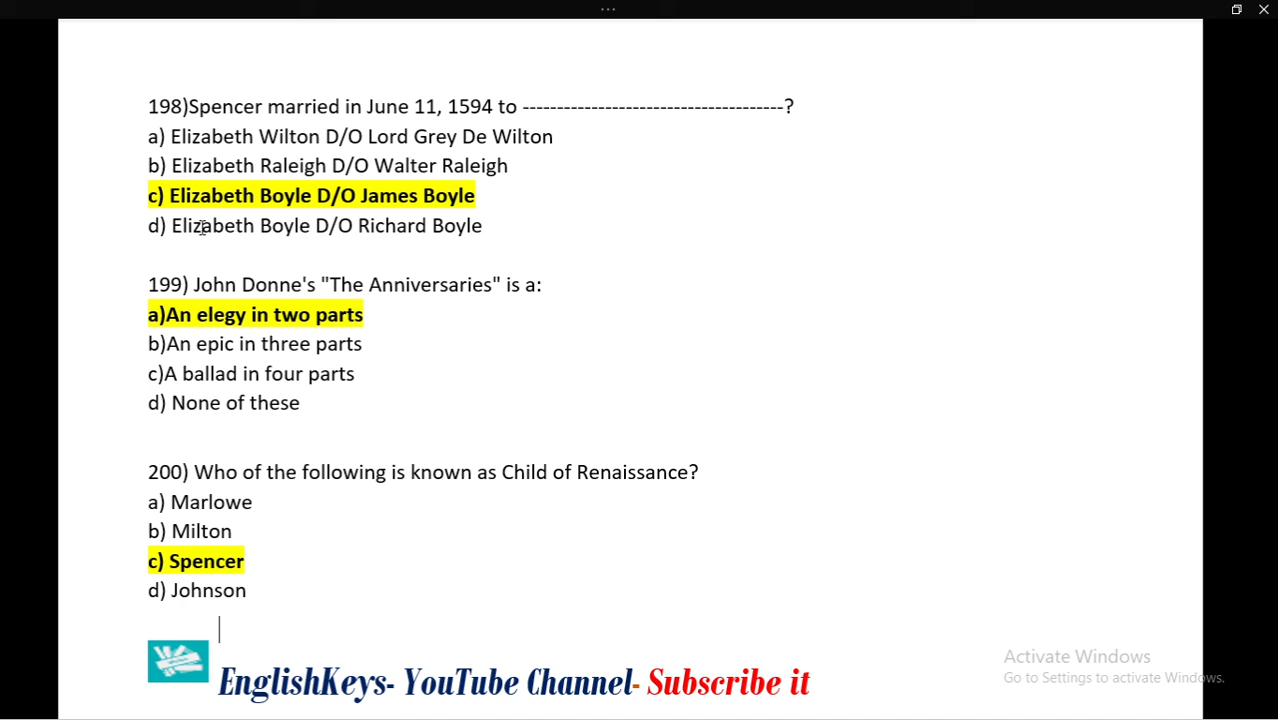 198)Spencer married in June 11, 1594 to --------------------------------------?
a) Elizabeth Wilton D/O Lord Grey De Wilton
b) Elizabeth Raleigh D/O Walter Raleigh
c) Elizabeth Boyle D/O James Boyle
d) Elizabeth Boyle D/O Richard Boyle
199) John Donne's "The Anniversaries" is a:
a)An elegy in two parts
b)An epic in three parts
c)A ballad in four parts
d) None of these
200) Who of the following is known as Child of Renaissance?
a) Marlowe
b) Milton
c) Spencer
d) Johnson
EnglishKeys- YouTube Channel- Subscribe it
Activate Windows
Go to Settings to activate Windows.